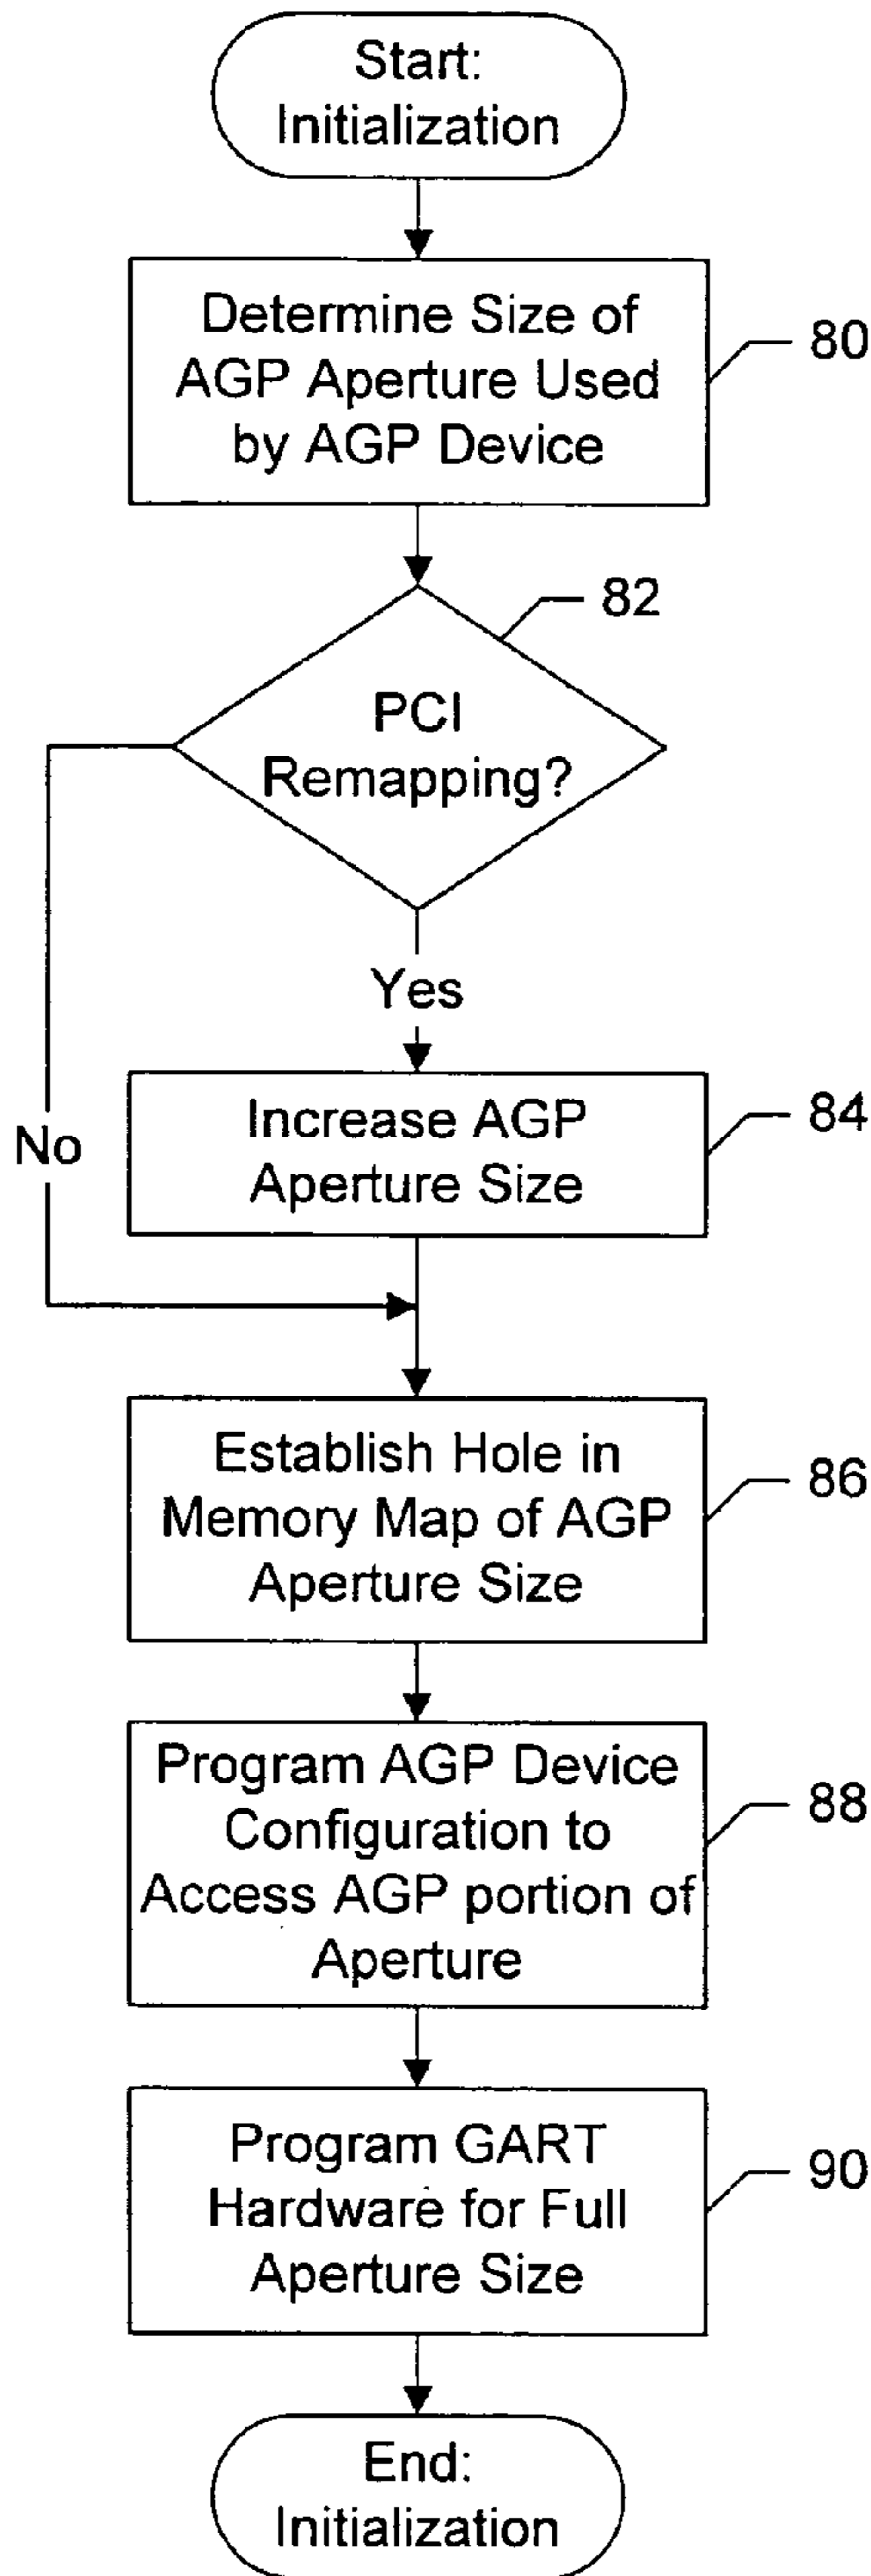 Start:
Initialization
Determine Size of
AGP Aperture Used
by AGP Device
80
82
PCI
Remapping?
Yes
No
Increase AGP
Aperture Size
84
Establish Hole in
Memory Map of AGP
Aperture Size
86
Program AGP Device
Configuration to
Access AGP portion of
Aperture
88
Program GART
Hardware for Full
Aperture Size
90
End:
Initialization